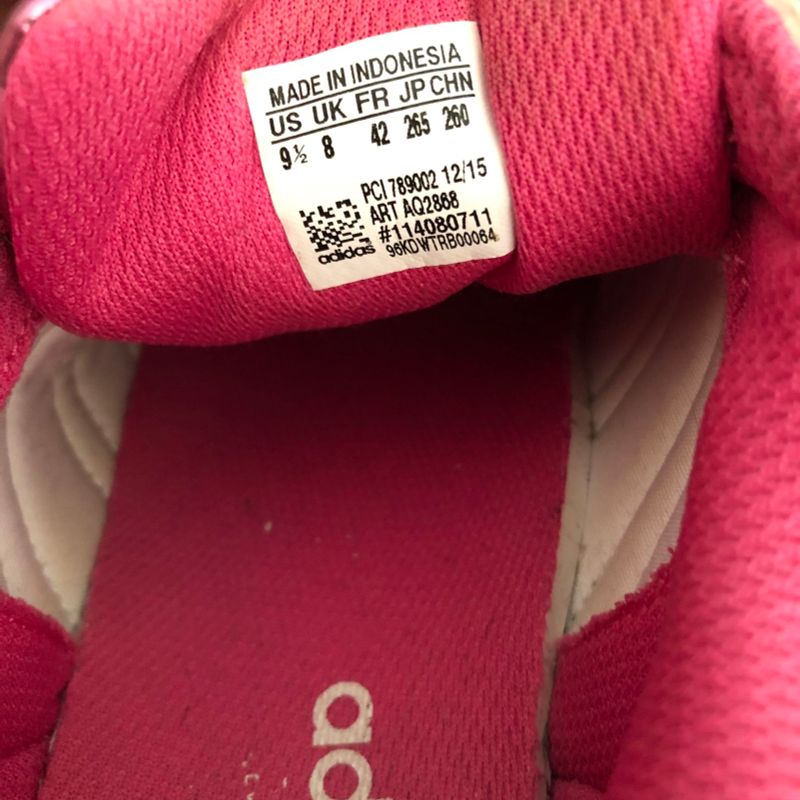 MADE IN INDONESIA
US UK FR JP CHN
9½ 8 42 265 260
PCI 789002 12/15
ART AQ2868
#114080711
adidas 96KDWTRB00064
ad